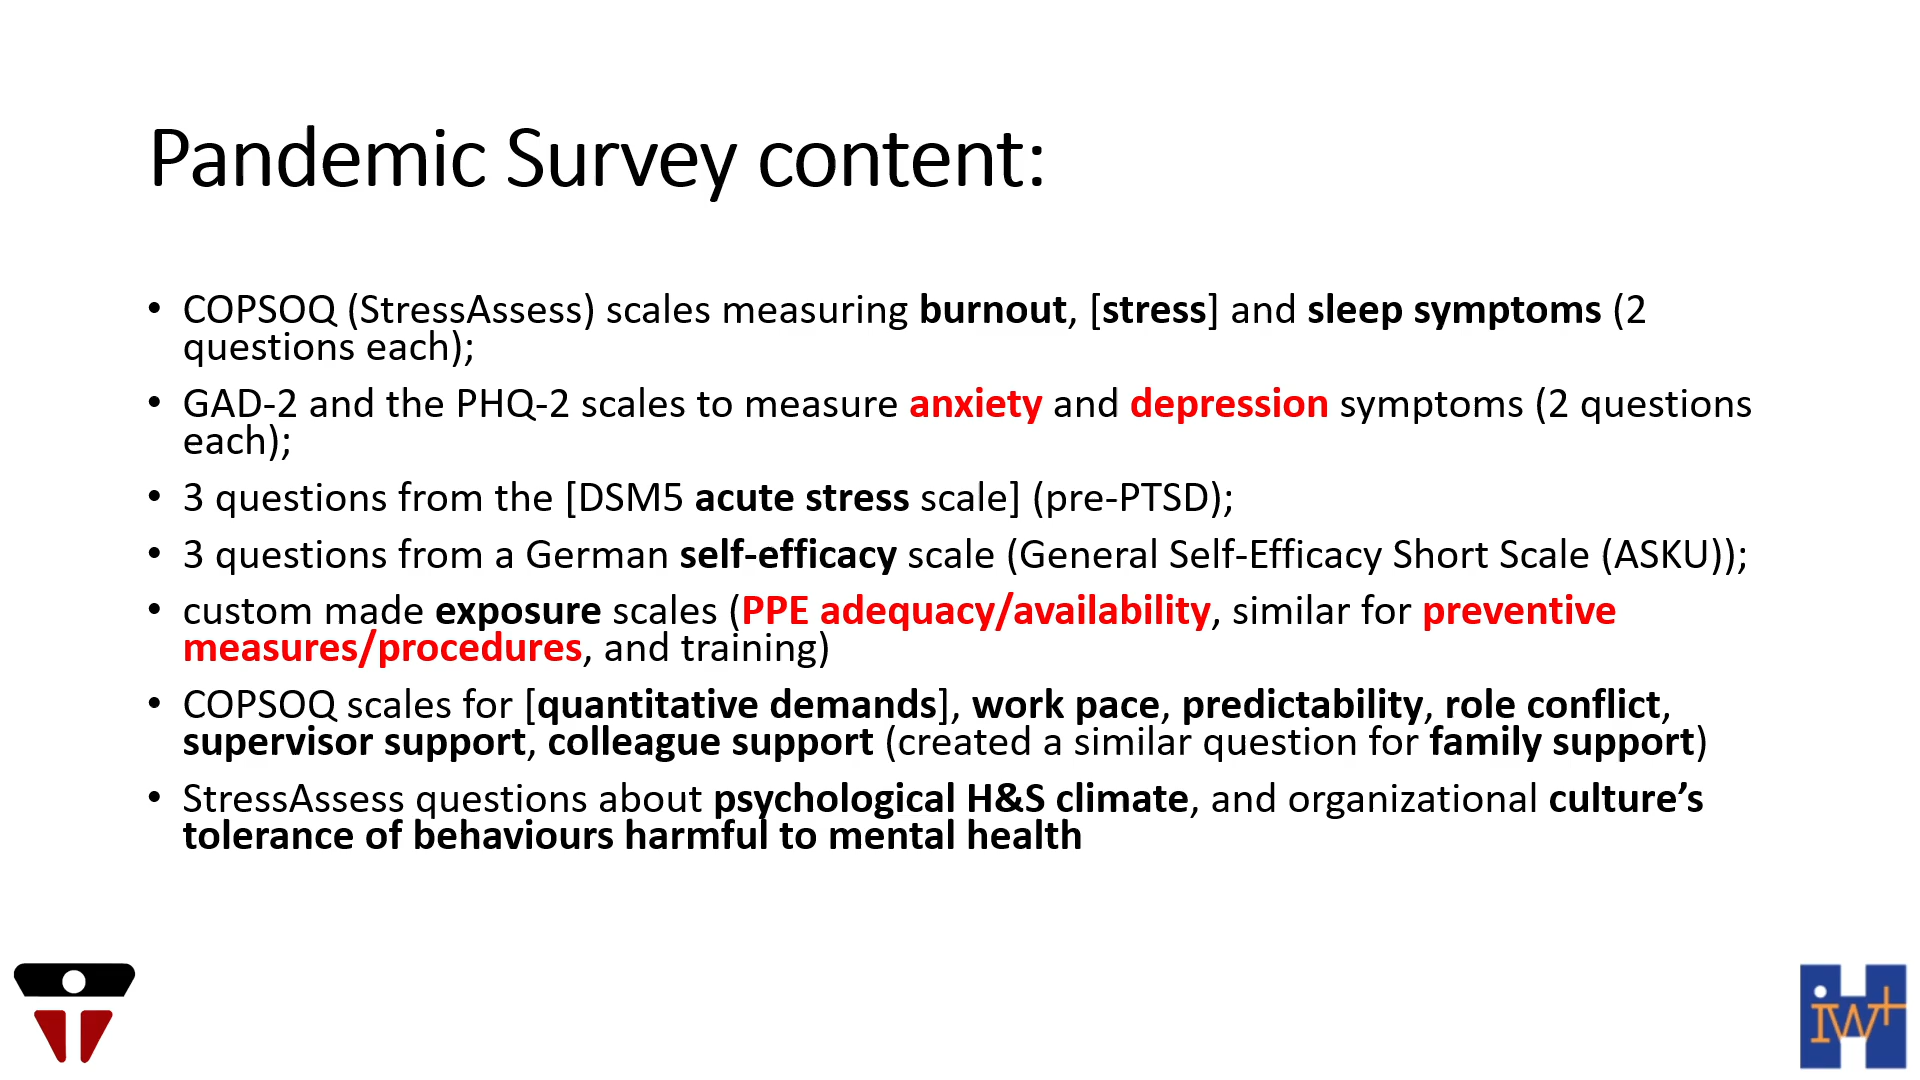 Pandemic Survey content:
• COPSOQ (StressAssess) scales measuring burnout, [stress] and sleep symptoms (2
questions each);
• GAD-2 and the PHQ-2 scales to measure anxiety and depression symptoms (2 questions
each);
• 3 questions from the [DSM5 acute stress scale] (pre-PTSD);
• 3 questions from a German self-efficacy scale (General Self-Efficacy Short Scale (ASKU));
• custom made exposure scales (PPE adequacy/availability, similar for preventive
measures/procedures, and training)
• COPSOQ scales for [quantitative demands], work pace, predictability, role conflict,
supervisor support, colleague support (created a similar question for family support)
• StressAssess questions about psychological H&S climate, and organizational culture’s
tolerance of behaviours harmful to mental health
H
iw+